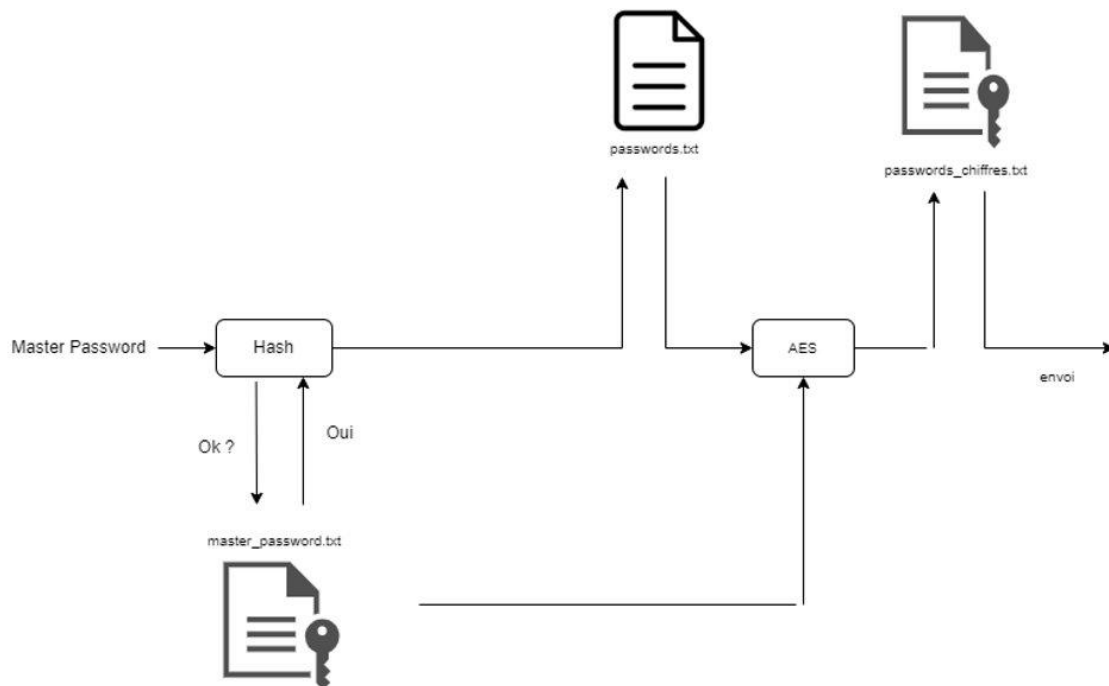 passwords.txt
passwords_chiffres.txt
Master Password
Hash
AES
envoi
Ok ?
Oui
master_password.txt